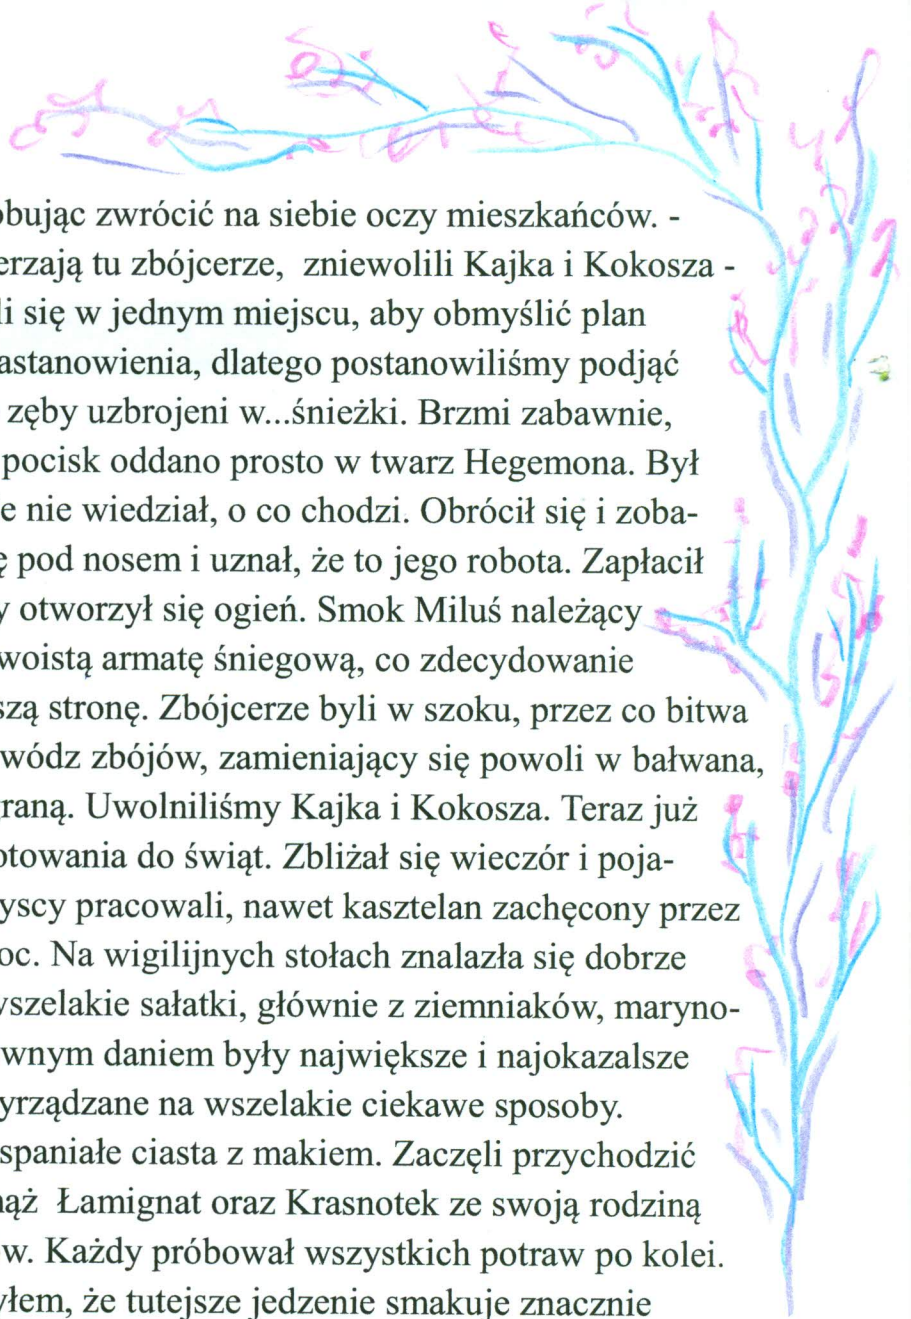 obując zwrócić na siebie oczy mieszkańców. -
erzają tu zbójcerze, zniewolili Kajka i Kokosza -
li się w jednym miejscu, aby obmyślić plan
astanowienia, dlatego postanowiliśmy podjąć
zęby uzbrojeni w...śnieżki. Brzmi zabawnie,
pocisk oddano prosto w twarz Hegemona. Był
e nie wiedział, o co chodzi. Obrócił się i zoba-
ę pod nosem i uznał, że to jego robota. Zapłacił
y otworzył się ogień. Smok Miluś należący
woistą armatę śniegową, co zdecydowanie
szą stronę. Zbójcerze byli w szoku, przez co bitwa
wódz zbójów, zamieniający się powoli w bałwana,
raną. Uwolniliśmy Kajka i Kokosza. Teraz już
otowania do świąt. Zbliżał się wieczór i poja-
yscy pracowali, nawet kasztelan zachęcony przez
oc. Na wigilijnych stołach znalazła się dobrze
wszelakie sałatki, głównie z ziemniaków, maryno-
wnym daniem były największe i najokazalsze
yrządzane na wszelakie ciekawe sposoby.
spaniałe ciasta z makiem. Zaczęli przychodzić
ąż Łamignat oraz Krasnotek ze swoją rodziną
w. Każdy próbował wszystkich potraw po kolei.
yłem, że tutejsze jedzenie smakuje znacznie